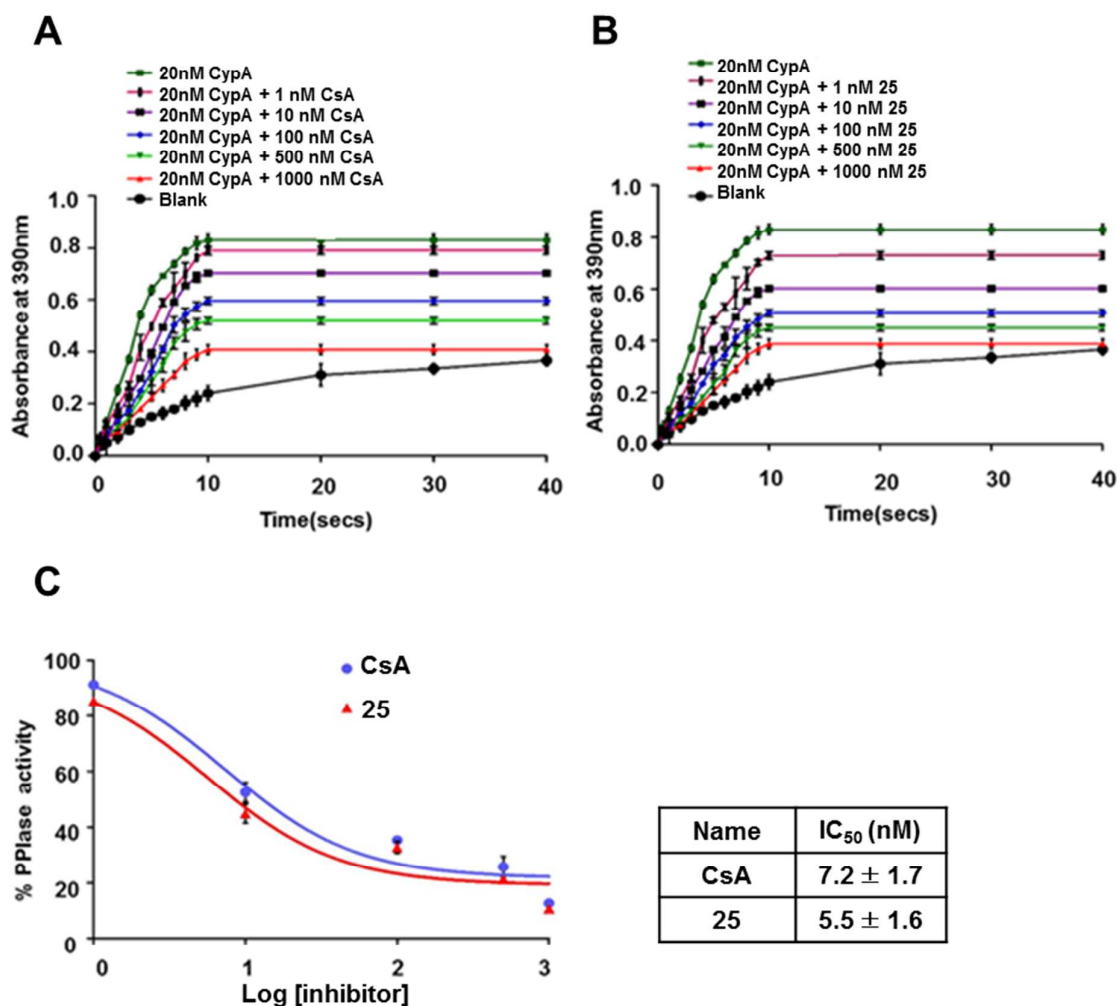 A
20nM CypA
20nM CypA + 1 nM CsA
20nM CypA + 10 nM CsA
20nM CypA + 100 nM CsA
20nM CypA + 500 nM CsA
20nM CypA + 1000 nM CsA
Blank
1.0
0.8
0.6
0.4
0.2
0.0
Absorbance at 390nm
0 10 20 30 40
Time(secs)
B
20nM CypA
20nM CypA + 1 nM 25
20nM CypA + 10 nM 25
20nM CypA + 100 nM 25
20nM CypA + 500 nM 25
20nM CypA + 1000 nM 25
Blank
1.0
0.8
0.6
0.4
0.2
0.0
Absorbance at 390nm
0 10 20 30 40
Time(secs)
C
100
80
60
40
20
0
% PPIase activity
CsA
25
0 1 2 3
Log [inhibitor]
Name IC50 (nM)
CsA 7.2 ± 1.7
25 5.5 ± 1.6